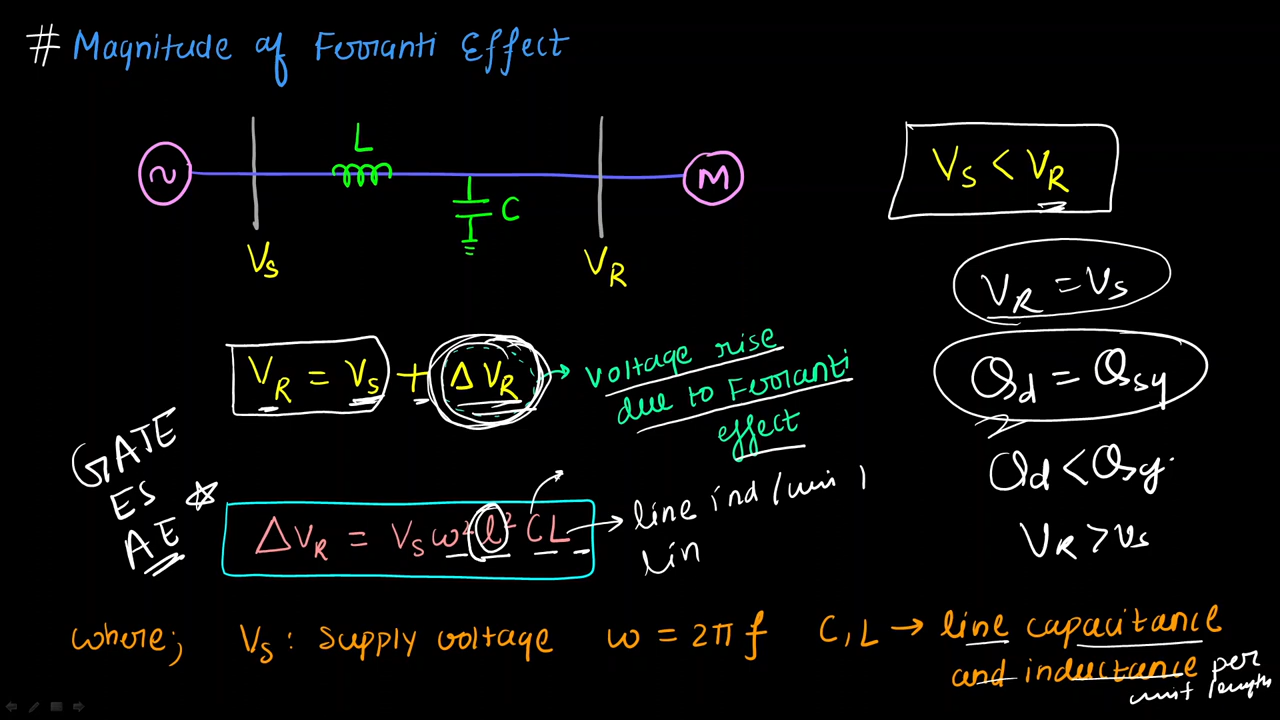 # Magnitude of Ferranti Effect
L
~
M
C
Vs
VR
Vs < VR
VR = Vs
VR = Vs + Δ VR → voltage rise
due to Ferranti
effect
Qd = Qsy
Qd < Qsy
VR > Vs
GATE
ES
AE ☆
ΔVR = Vs ω² l² CL → line ind / unit )
lin
where; Vs : Supply voltage ω = 2π f C, L → line capacitance
and inductance per
unit length